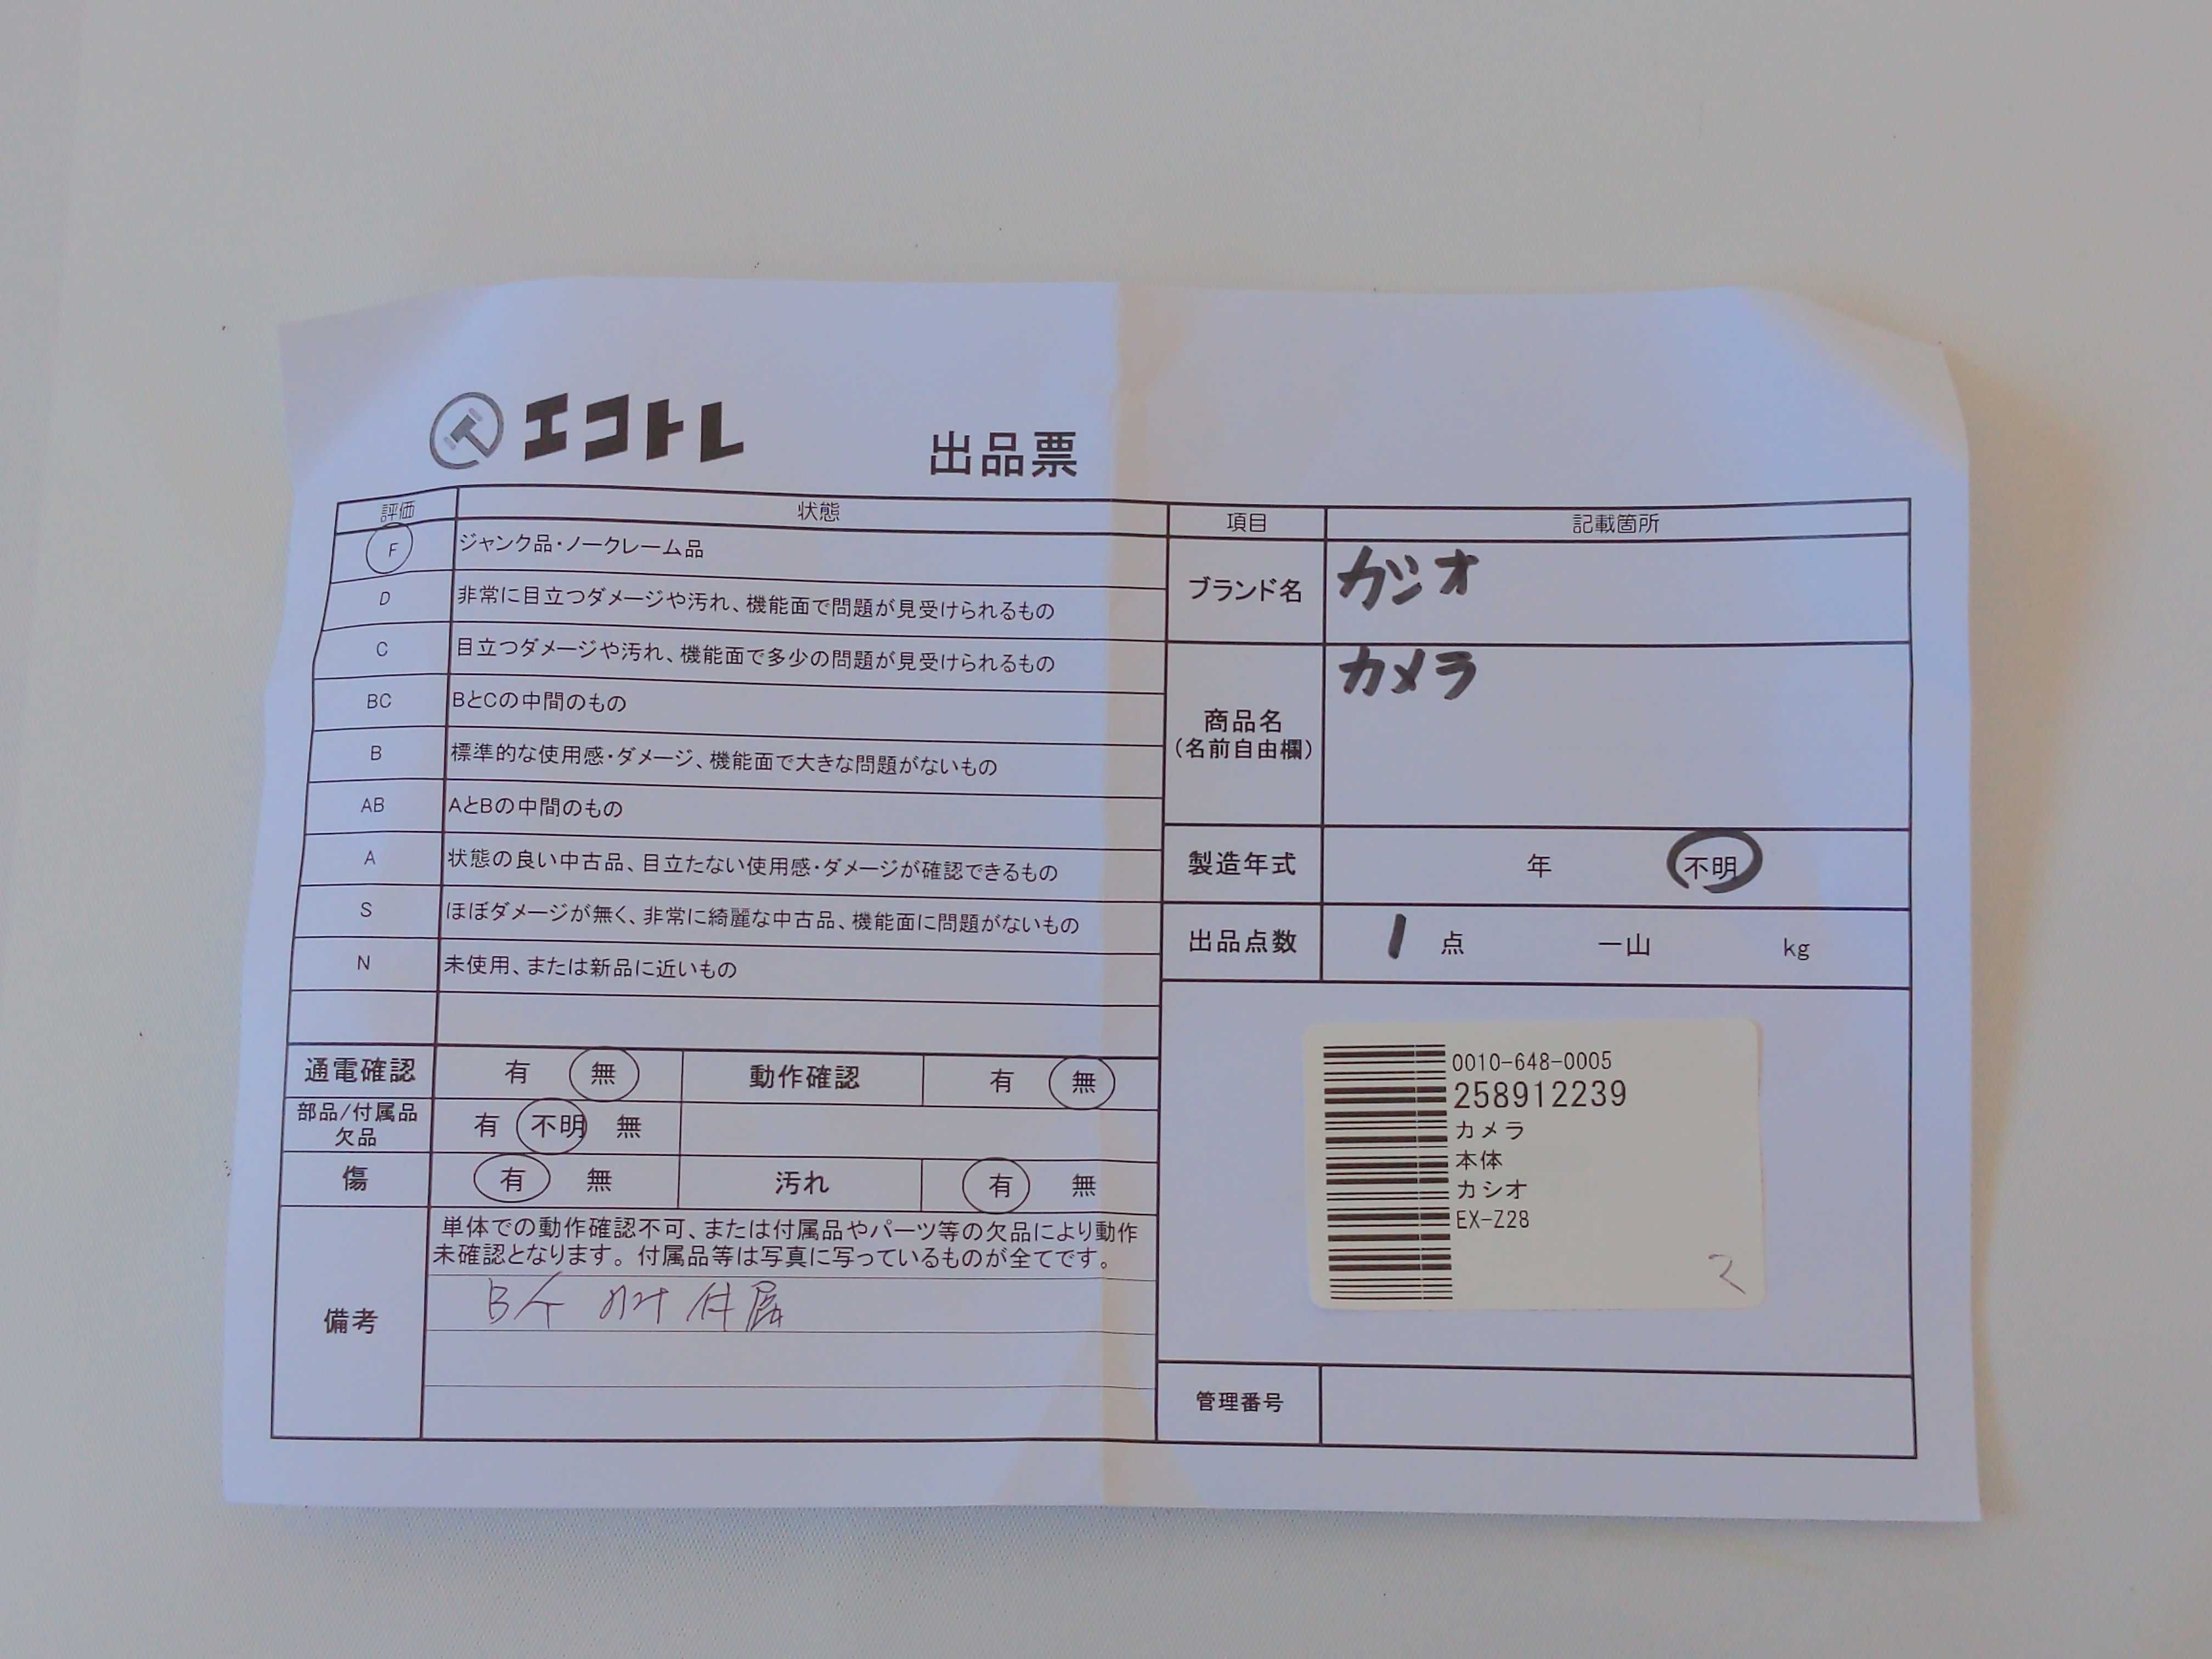 エコトレ
出品票
評価 状態
F ジャンク品・ノークレーム品
D 非常に目立つダメージや汚れ、機能面で問題が見受けられるもの
C 目立つダメージや汚れ、機能面で多少の問題が見受けられるもの
BC BとCの中間のもの
B 標準的な使用感・ダメージ、機能面で大きな問題がないもの
AB AとBの中間のもの
A 状態の良い中古品、目立たない使用感・ダメージが確認できるもの
S ほぼダメージが無く、非常に綺麗な中古品、機能面に問題がないもの
N 未使用、または新品に近いもの
通電確認 有 無 動作確認 有 無
部品/付属品
欠品 有 不明 無
傷 有 無 汚れ 有 無
備考
単体での動作確認不可、または付属品やパーツ等の欠品により動作
未確認となります。付属品等は写真に写っているものが全てです。
付属
項目 記載箇所
ブランド名 カシオ
商品名
(名前自由欄) カメラ
製造年式 年 不明
出品点数 1 点 一山 kg
0010-648-0005
258912239
カメラ
本体
カシオ
EX-Z28
管理番号